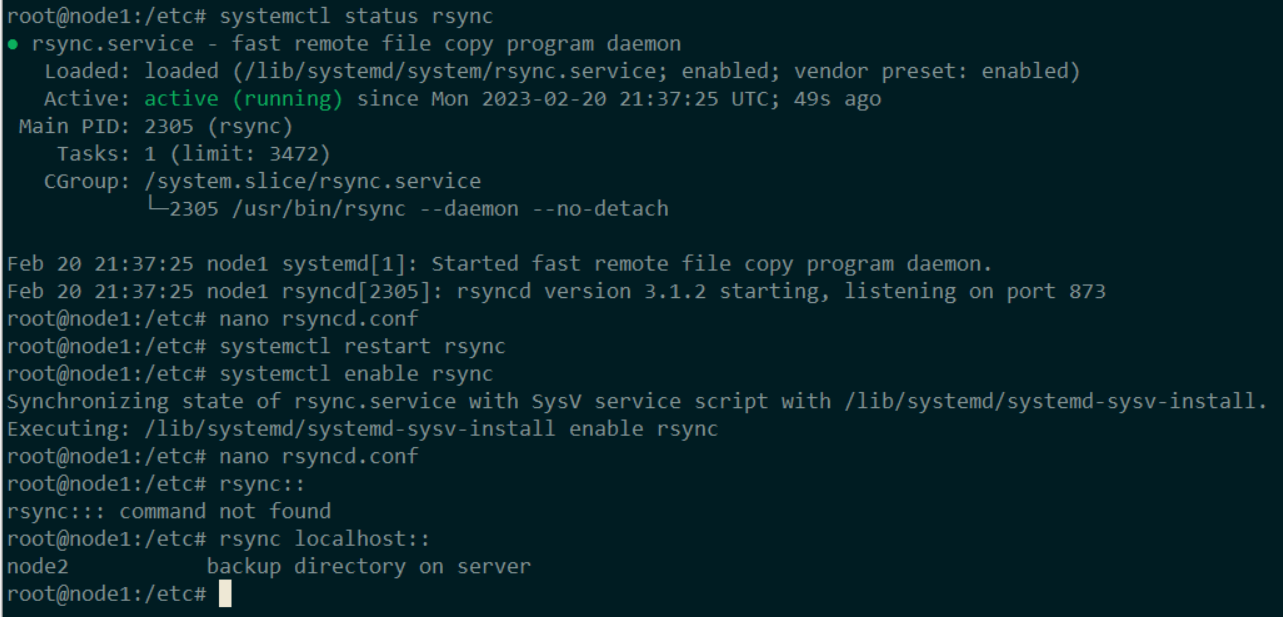 root@node1:/etc# systemctl status rsync
● rsync.service - fast remote file copy program daemon
   Loaded: loaded (/lib/systemd/system/rsync.service; enabled; vendor preset: enabled)
   Active: active (running) since Mon 2023-02-20 21:37:25 UTC; 49s ago
 Main PID: 2305 (rsync)
    Tasks: 1 (limit: 3472)
   CGroup: /system.slice/rsync.service
           └─2305 /usr/bin/rsync --daemon --no-detach

Feb 20 21:37:25 node1 systemd[1]: Started fast remote file copy program daemon.
Feb 20 21:37:25 node1 rsyncd[2305]: rsyncd version 3.1.2 starting, listening on port 873
root@node1:/etc# nano rsyncd.conf
root@node1:/etc# systemctl restart rsync
root@node1:/etc# systemctl enable rsync
Synchronizing state of rsync.service with SysV service script with /lib/systemd/systemd-sysv-install.
Executing: /lib/systemd/systemd-sysv-install enable rsync
root@node1:/etc# nano rsyncd.conf
root@node1:/etc# rsync::
rsync::: command not found
root@node1:/etc# rsync localhost::
node2           backup directory on server
root@node1:/etc#